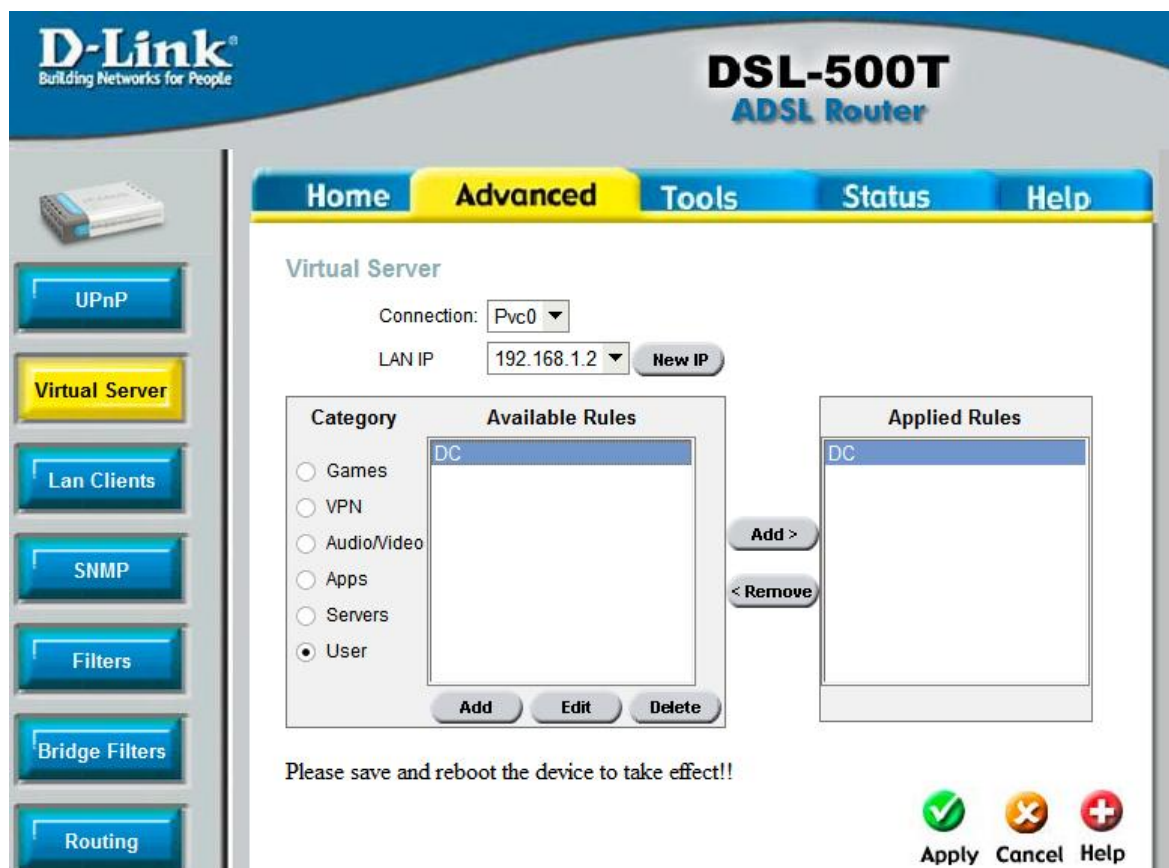 D-Link®
Building Networks for People
DSL-500T
ADSL Router
Home Advanced Tools Status Help
UPnP
Virtual Server
Lan Clients
SNMP
Filters
Bridge Filters
Routing
Virtual Server
Connection: Pvc0
LAN IP 192.168.1.2 New IP
Category Available Rules Applied Rules
DC DC
Games
VPN
Audio/Video
Apps
Servers
User
Add >
< Remove
Add Edit Delete
Please save and reboot the device to take effect!!
Apply Cancel Help